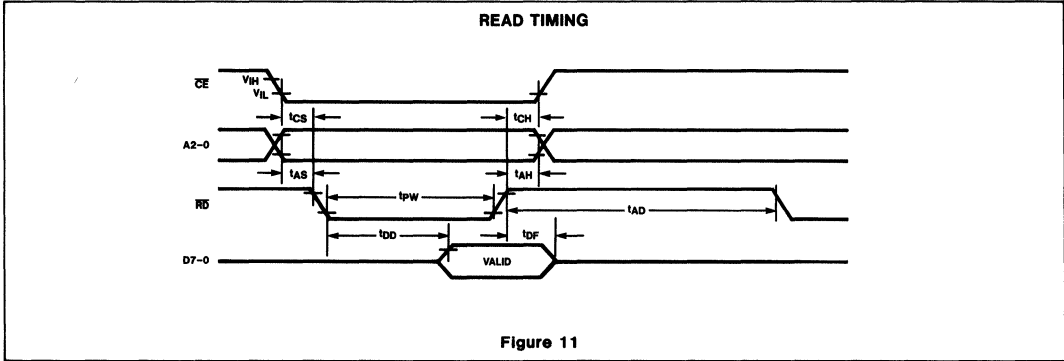 READ TIMING
CE
VIH
VIL
tCS
tCH
A2-0
tAS
tAH
RD
tPW
tAD
tDD
tDF
D7-0
VALID
Figure 11